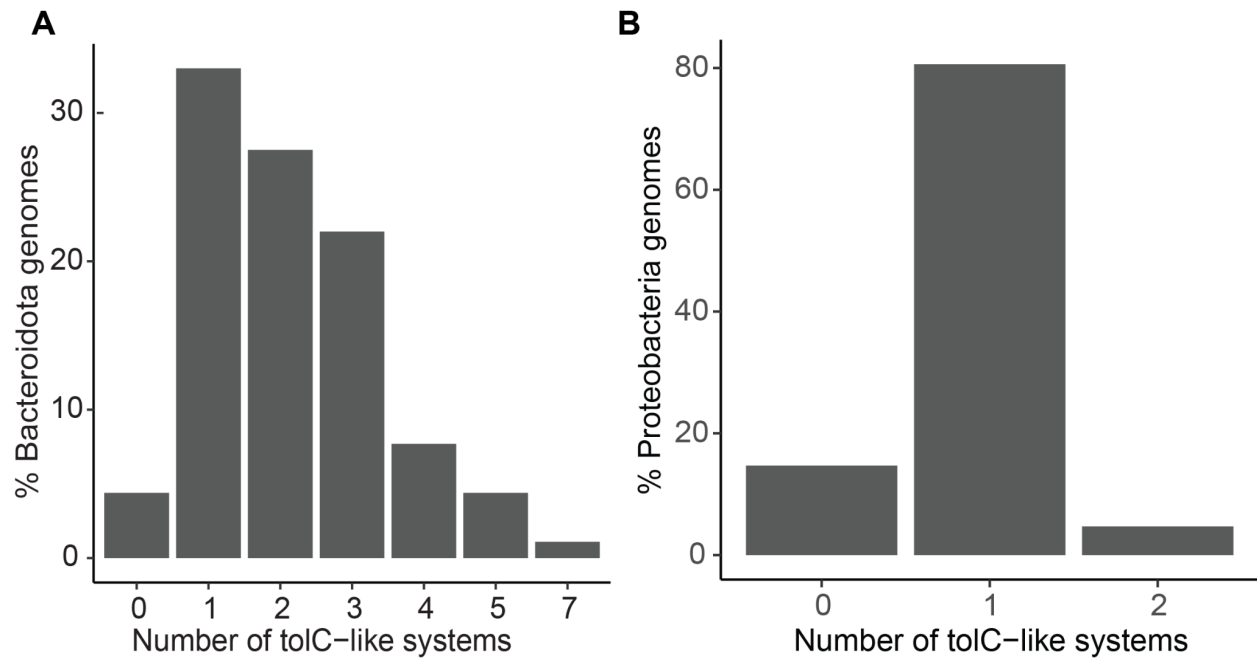 A
% Bacteroidota genomes
30
20
10
0
0 1 2 3 4 5 7
Number of tolC−like systems
B
% Proteobacteria genomes
80
60
40
20
0
0 1 2
Number of tolC−like systems